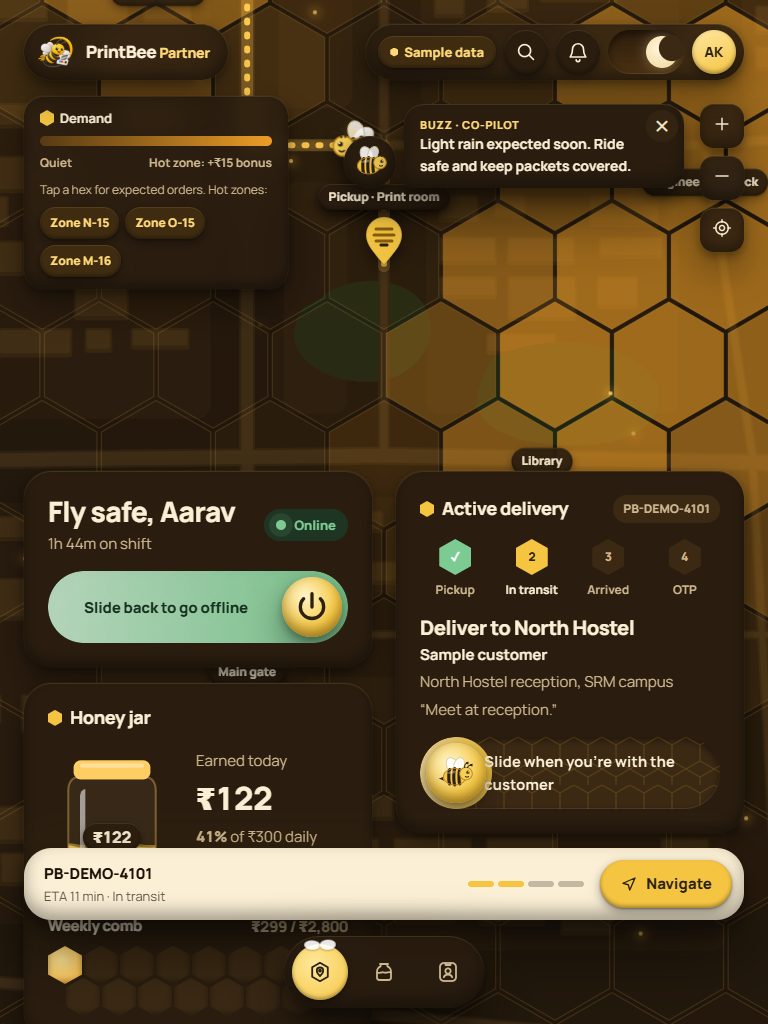 PrintBee Partner
Sample data
AK
Demand
Quiet
Hot zone: +₹15 bonus
Tap a hex for expected orders. Hot zones:
Zone N-15
Zone O-15
Zone M-16
BUZZ · CO-PILOT
Light rain expected soon. Ride
safe and keep packets covered.
Pickup · Print room
Library
Fly safe, Aarav
1h 44m on shift
Online
Slide back to go offline
Main gate
Active delivery
PB-DEMO-4101
2
3
4
Pickup
In transit
Arrived
OTP
Deliver to North Hostel
Sample customer
North Hostel reception, SRM campus
“Meet at reception.”
Slide when you're with the
customer
Honey jar
Earned today
₹122
41% of ₹300 daily
₹122
PB-DEMO-4101
ETA 11 min · In transit
Navigate
Weekly comb
₹299 / ₹2,800